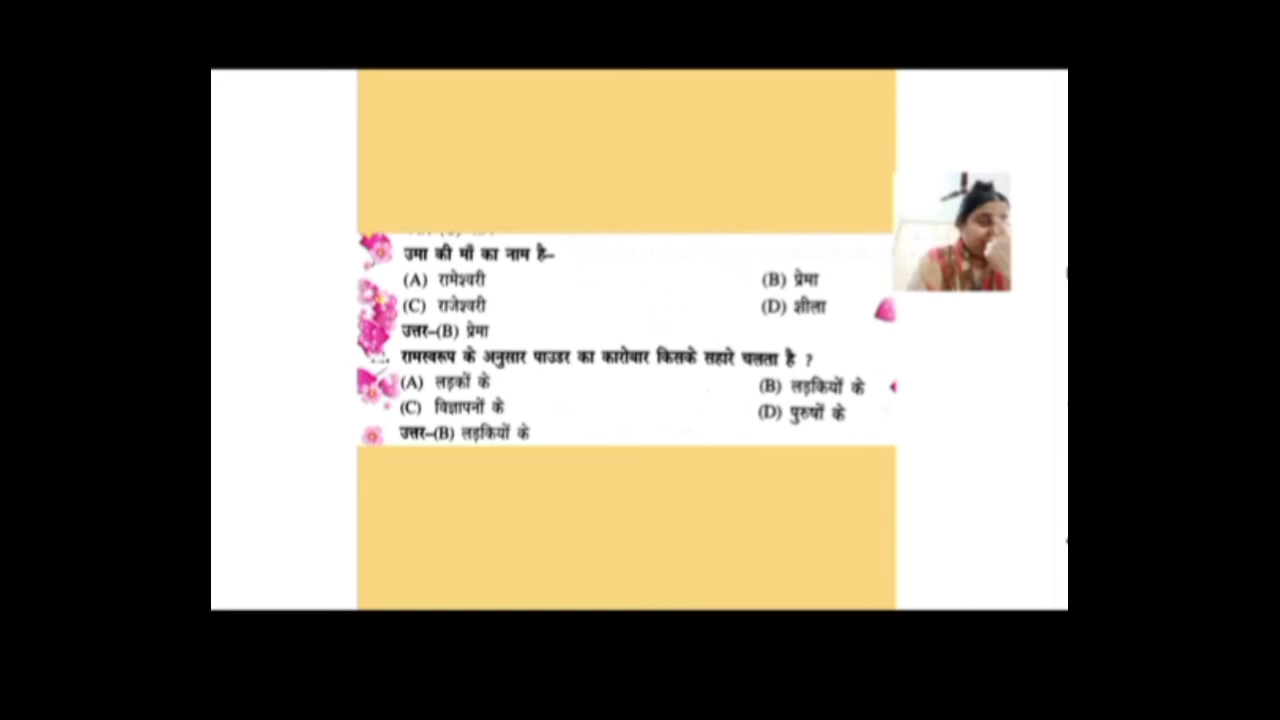 उमा की माँ का नाम है–
(A) रामेश्वरी (B) प्रेमा
(C) राजेश्वरी (D) शीला
उत्तर–(B) प्रेमा
रामस्वरूप के अनुसार पाउडर का कारोबार किसके सहारे चलता है ?
(A) लड़कों के (B) लड़कियों के
(C) विज्ञापनों के (D) पुरुषों के
उत्तर–(B) लड़कियों के